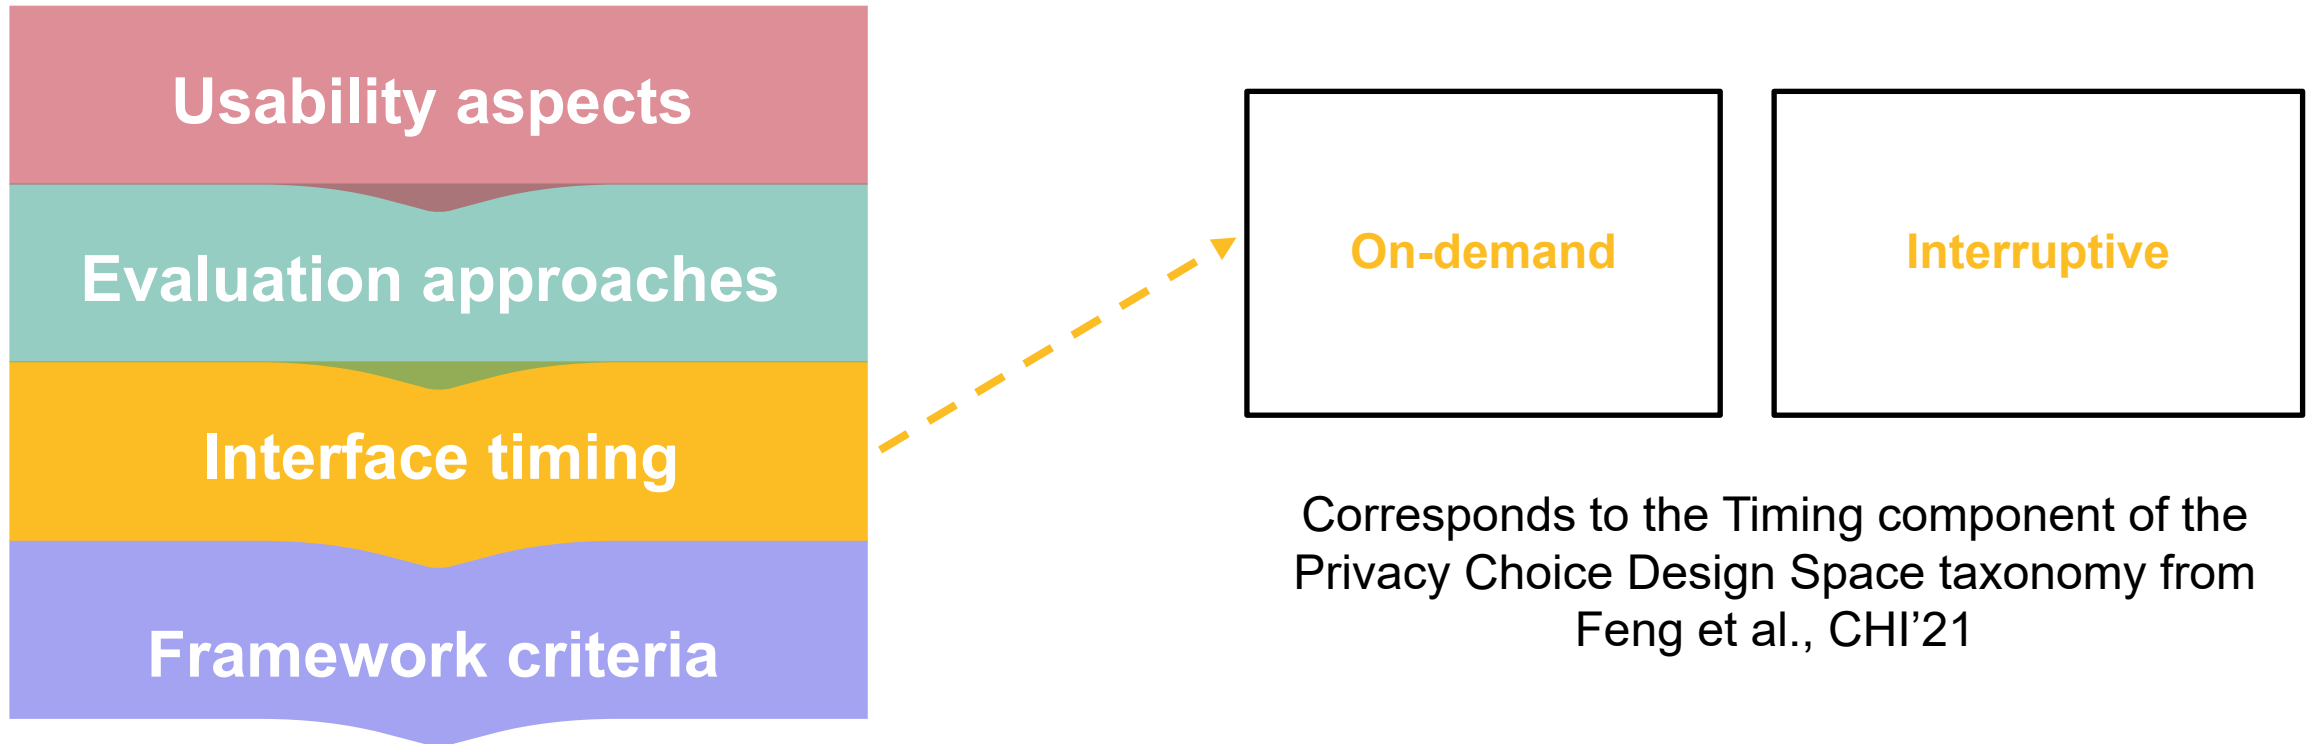 Usability aspects
Evaluation approaches
Interface timing
Framework criteria
On-demand
Interruptive
Corresponds to the Timing component of the
Privacy Choice Design Space taxonomy from
Feng et al., CHI’21